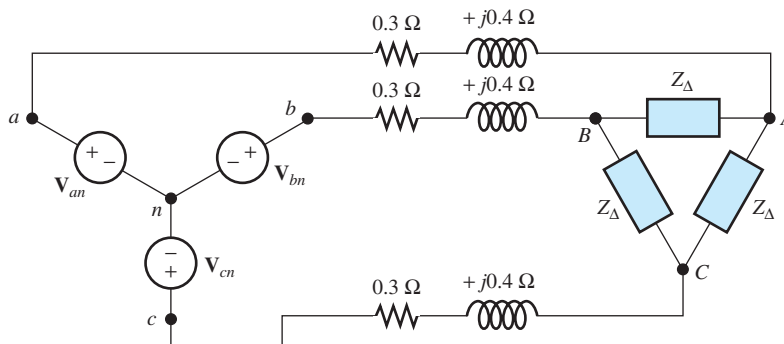 0.3 Ω
+ j0.4 Ω
0.3 Ω
+ j0.4 Ω
Z_Δ
a
b
B
+ −
− +
V_an
V_bn
n
Z_Δ
Z_Δ
−
+
V_cn
C
0.3 Ω
+ j0.4 Ω
c